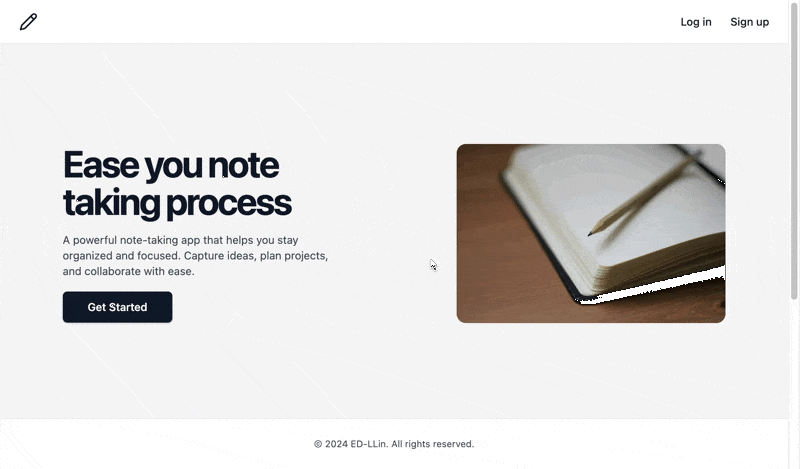 Log in Sign up
Ease you note
taking process
A powerful note-taking app that helps you stay
organized and focused. Capture ideas, plan projects,
and collaborate with ease.
Get Started
© 2024 ED-LLin. All rights reserved.